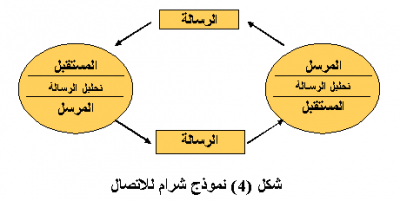 الرسالة
المرسل
تحليل الرسالة
المستقبل
المستقبل
تحليل الرسالة
المرسل
الرسالة
شكل (4) نموذج شرام للاتصال